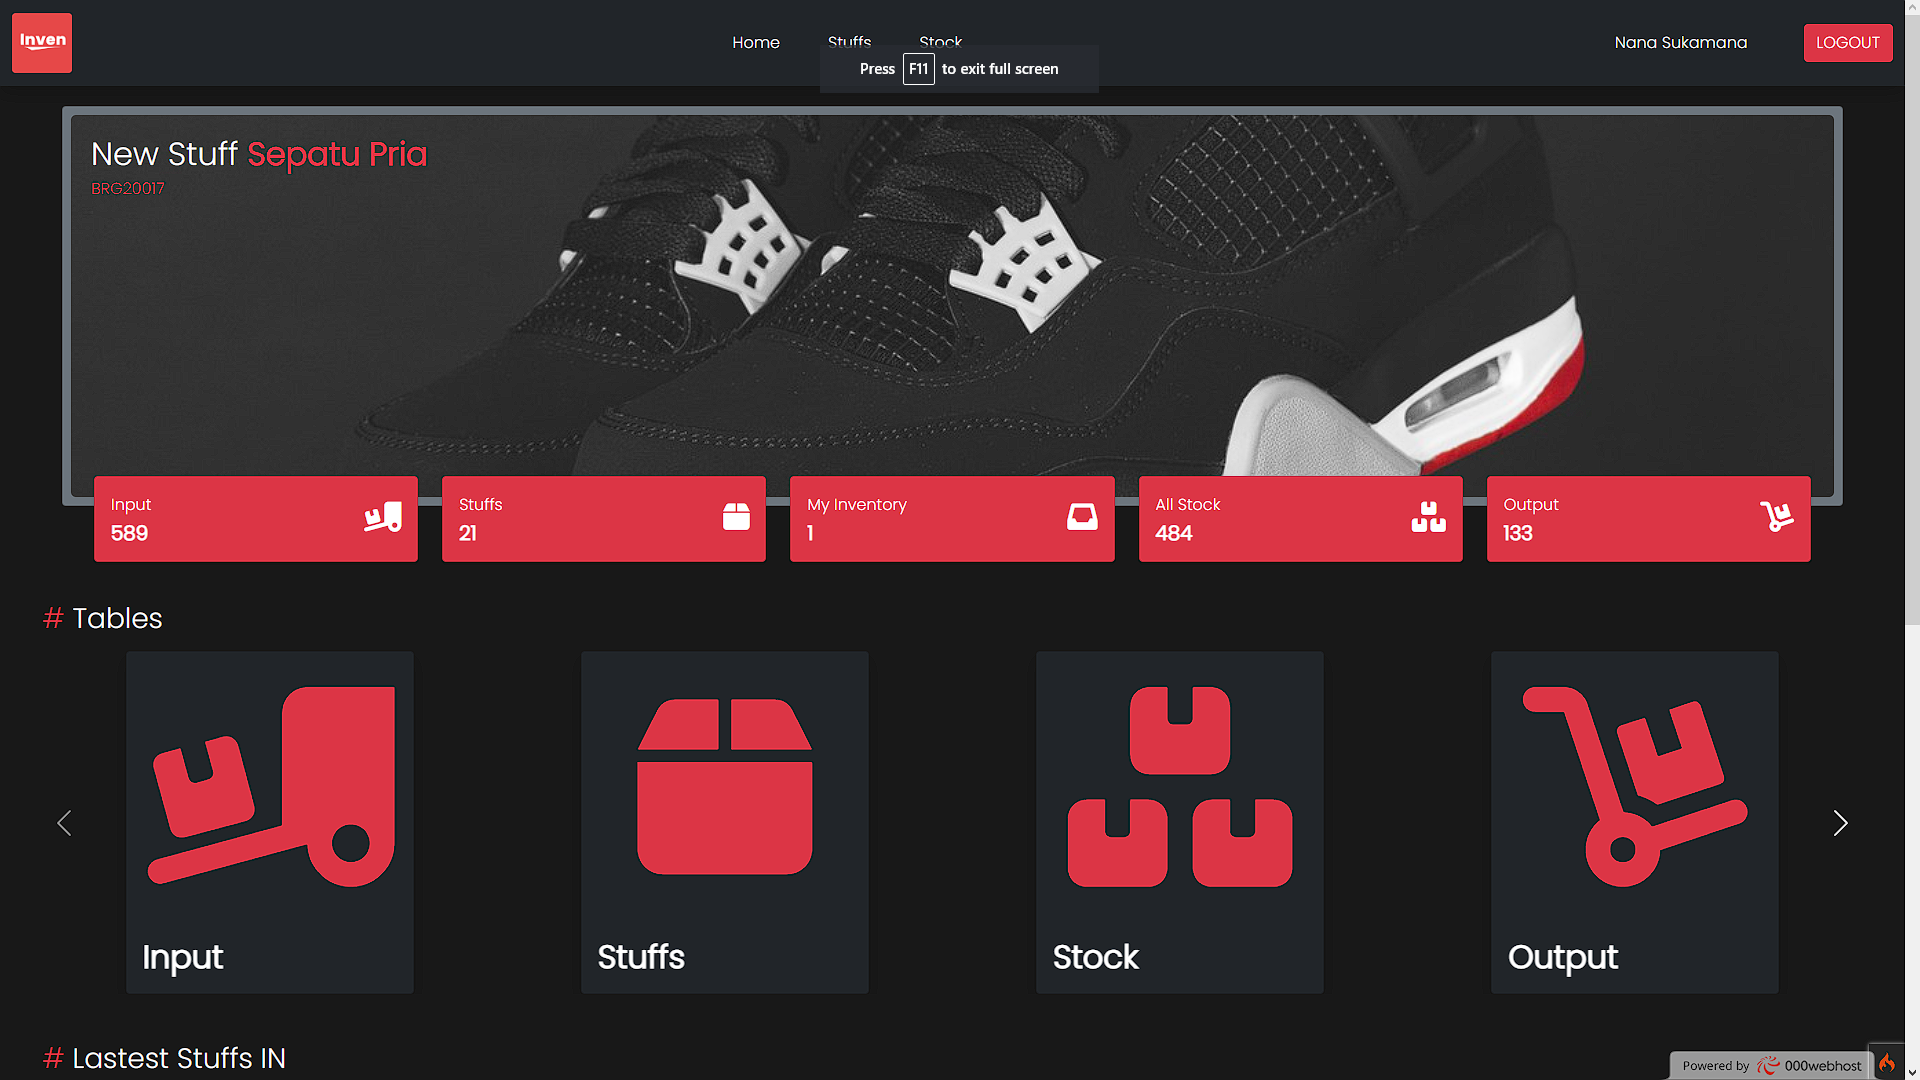 Inven
Home Stuffs Stock
Nana Sukamana
LOGOUT
Press F11 to exit full screen
New Stuff Sepatu Pria
BRG20017
Input
589
Stuffs
21
My Inventory
1
All Stock
484
Output
133
# Tables
Input
Stuffs
Stock
Output
# Lastest Stuffs IN
Powered by 000webhost